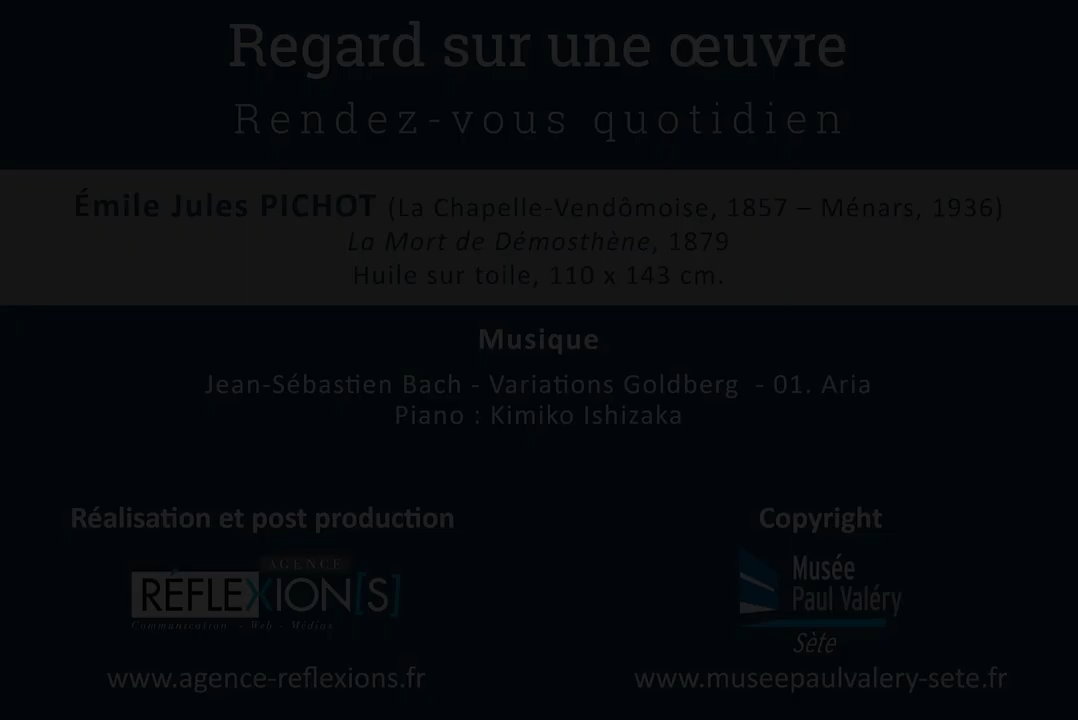 Regard sur une œuvre
Rendez-vous quotidien
Émile Jules PICHOT (La Chapelle-Vendômoise, 1857 – Ménars, 1936)
La Mort de Démosthène, 1879
Huile sur toile, 110 x 143 cm.
Musique
Jean-Sébastien Bach - Variations Goldberg - 01. Aria
Piano : Kimiko Ishizaka
Réalisation et post production
AGENCE
RÉFLEXION[S]
Communication - Web - Médias
www.agence-reflexions.fr
Copyright
Musée
Paul Valéry
Sète
www.museepaulvalery-sete.fr